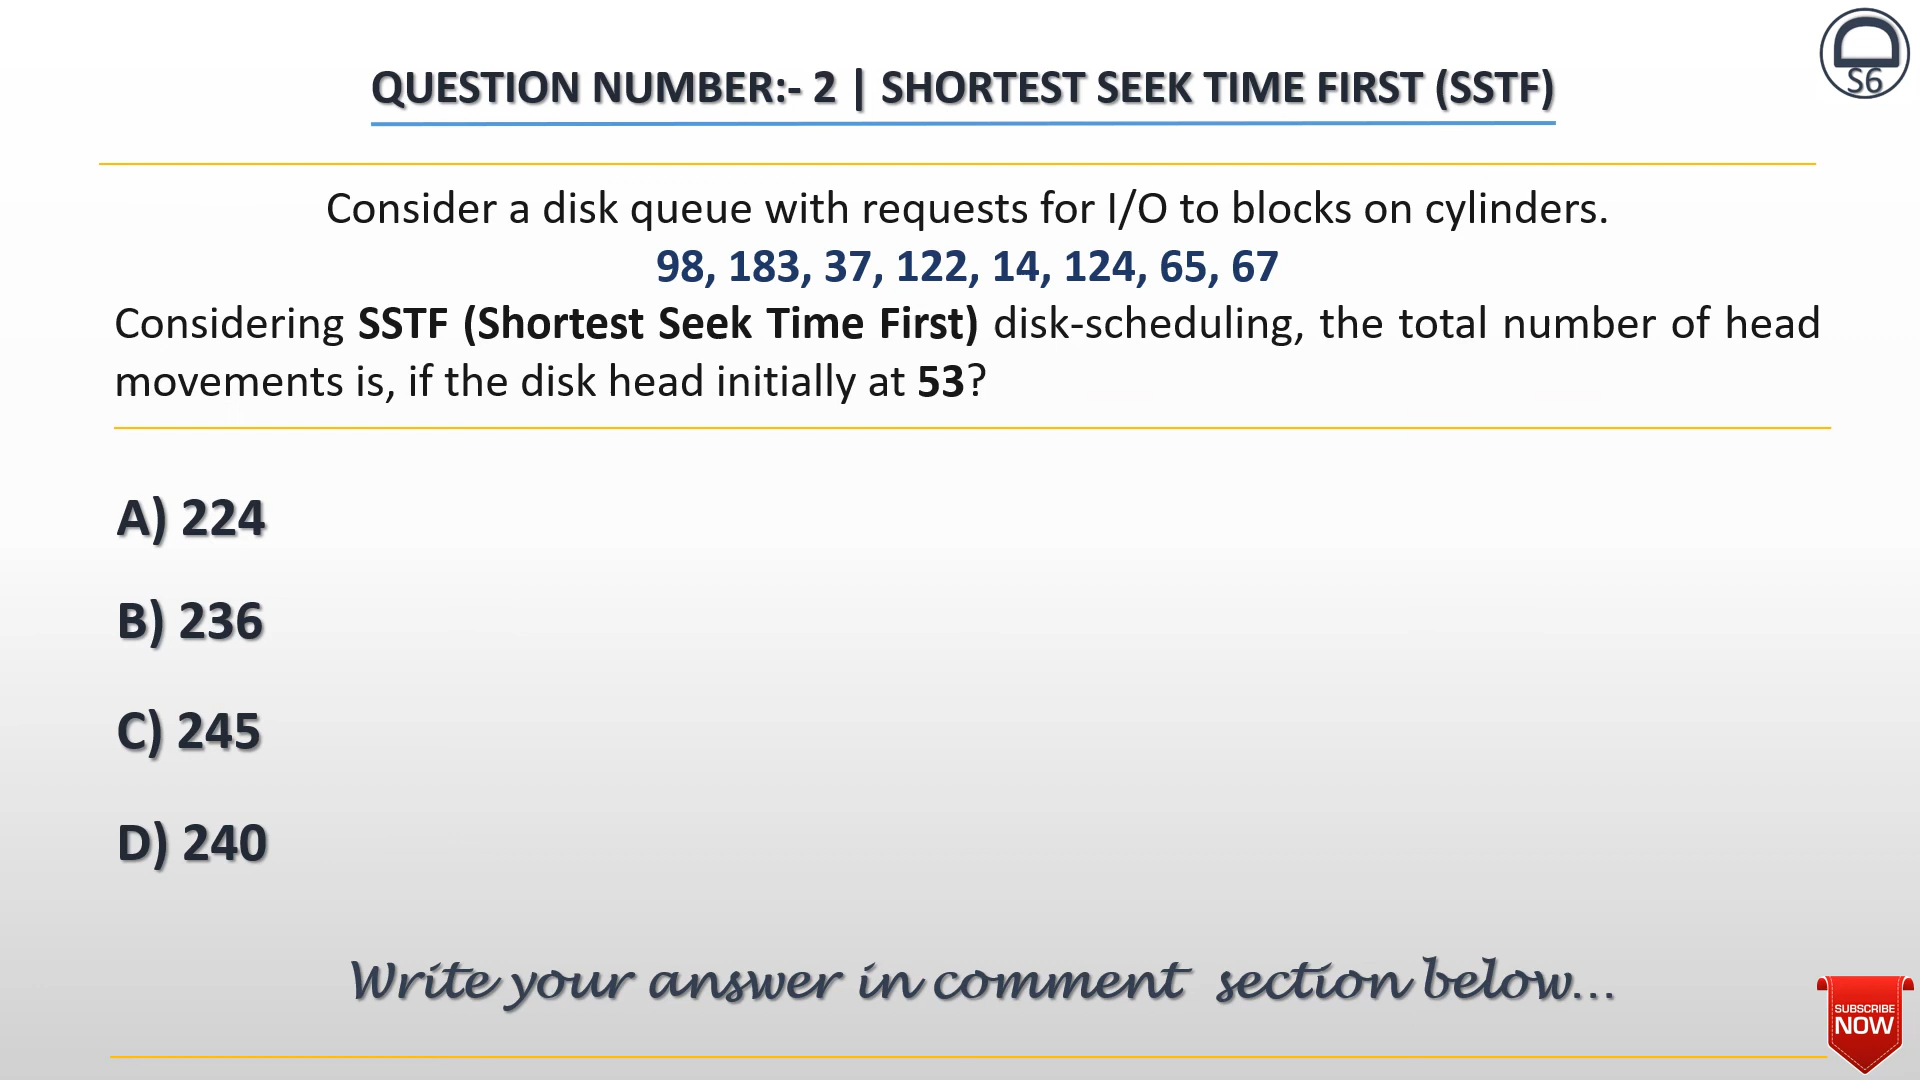 QUESTION NUMBER:- 2 | SHORTEST SEEK TIME FIRST (SSTF)
S6
Consider a disk queue with requests for I/O to blocks on cylinders.
98, 183, 37, 122, 14, 124, 65, 67
Considering SSTF (Shortest Seek Time First) disk-scheduling, the total number of head
movements is, if the disk head initially at 53?
A) 224
B) 236
C) 245
D) 240
Write your answer in comment section below...
SUBSCRIBE
NOW